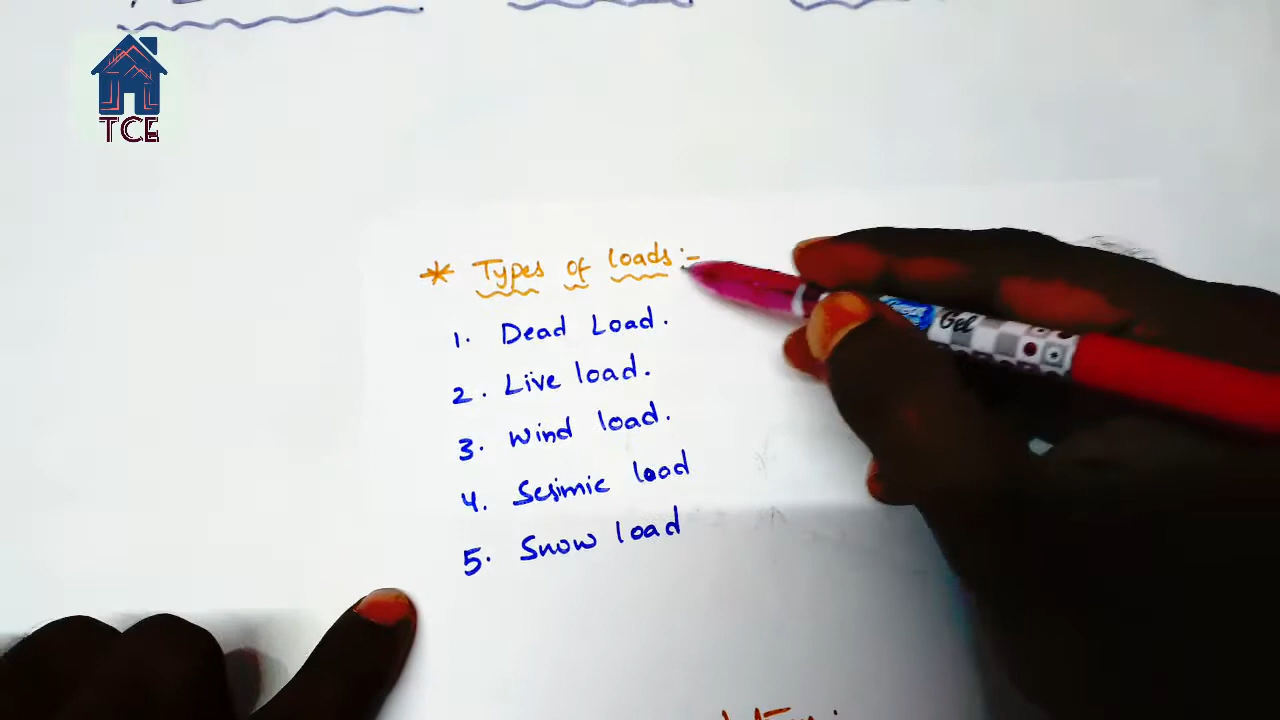 TCE
* Types of loads:-
1. Dead Load.
2. Live load.
3. Wind load.
4. Sesimic load
5. Snow load
Gel